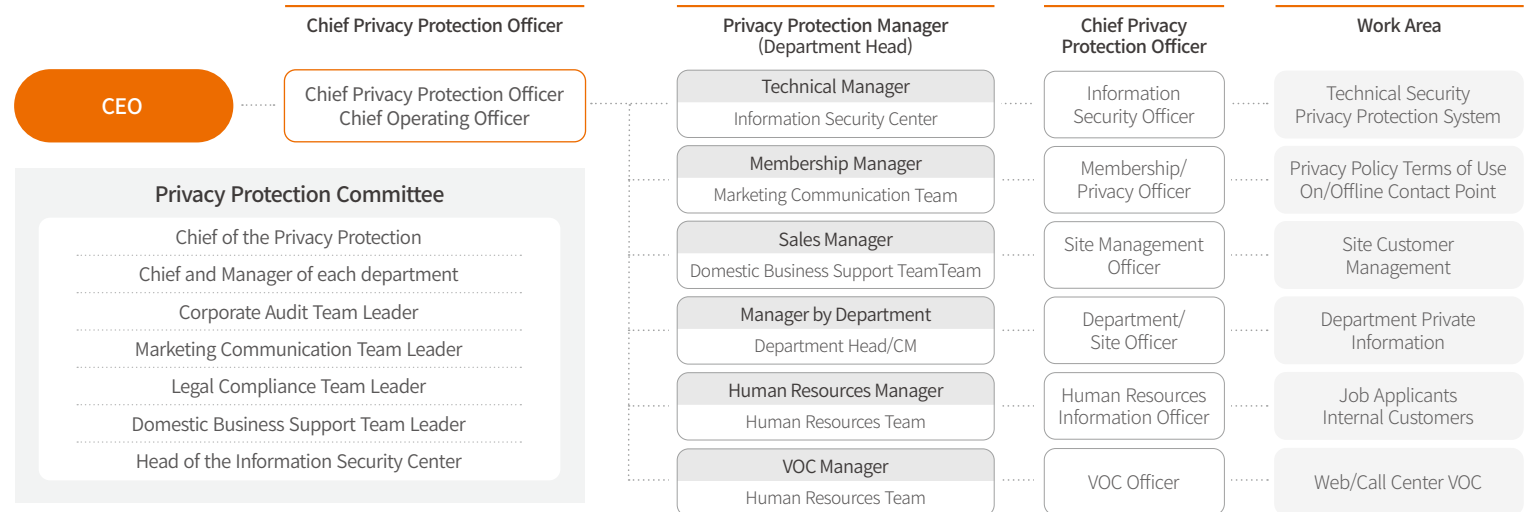 Chief Privacy Protection Officer
Privacy Protection Manager
(Department Head)
Chief Privacy
Protection Officer
Work Area
CEO
Chief Privacy Protection Officer
Chief Operating Officer
Technical Manager
Information Security Center
Information
Security Officer
Technical Security
Privacy Protection System
Membership Manager
Marketing Communication Team
Membership/
Privacy Officer
Privacy Policy Terms of Use
On/Offline Contact Point
Sales Manager
Domestic Business Support TeamTeam
Site Management
Officer
Site Customer
Management
Manager by Department
Department Head/CM
Department/
Site Officer
Department Private
Information
Human Resources Manager
Human Resources Team
Human Resources
Information Officer
Job Applicants
Internal Customers
VOC Manager
Human Resources Team
VOC Officer
Web/Call Center VOC
Privacy Protection Committee
Chief of the Privacy Protection
Chief and Manager of each department
Corporate Audit Team Leader
Marketing Communication Team Leader
Legal Compliance Team Leader
Domestic Business Support Team Leader
Head of the Information Security Center